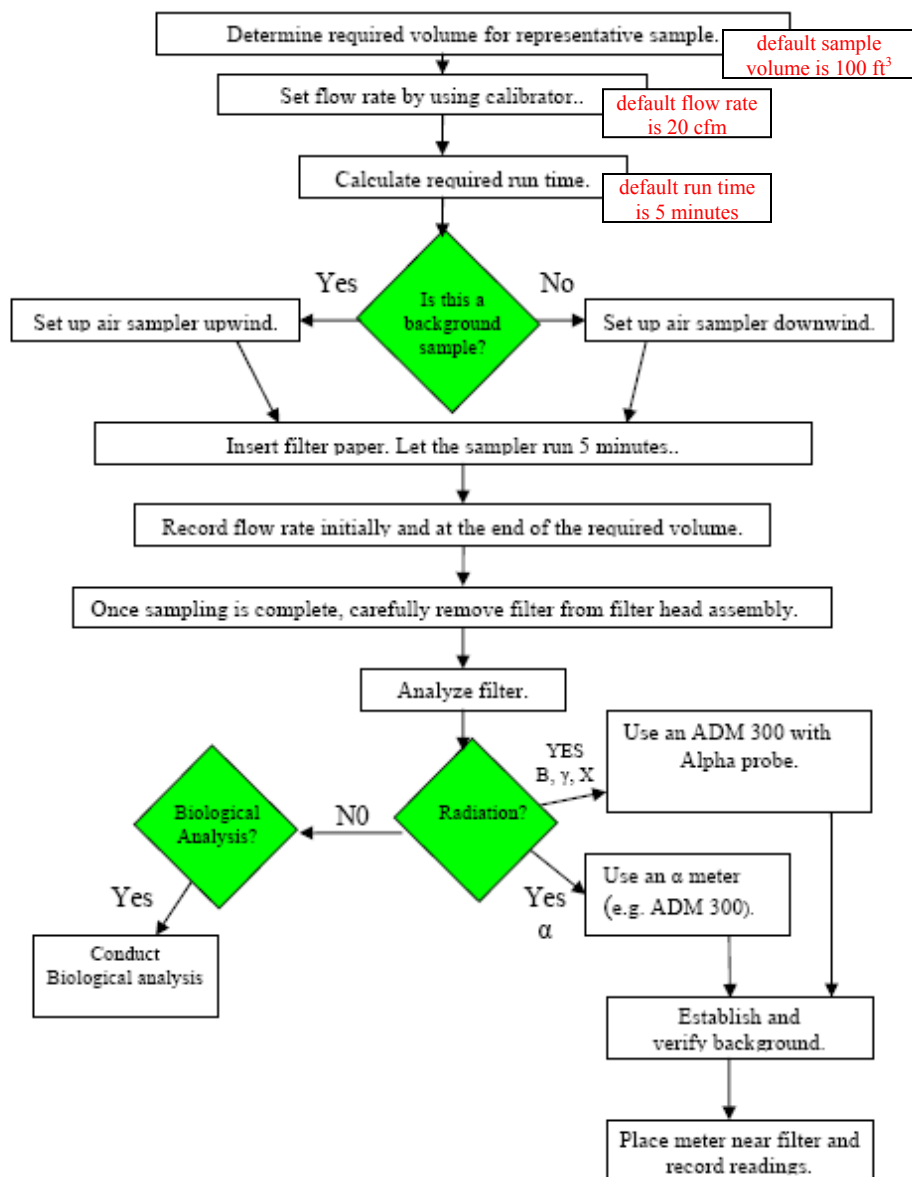 Determine required volume for representative sample.
default sample
volume is 100 ft³
Set flow rate by using calibrator..
default flow rate
is 20 cfm
Calculate required run time.
default run time
is 5 minutes
Yes
No
Is this a
background
sample?
Set up air sampler upwind.
Set up air sampler downwind.
Insert filter paper. Let the sampler run 5 minutes..
Record flow rate initially and at the end of the required volume.
Once sampling is complete, carefully remove filter from filter head assembly.
Analyze filter.
Use an ADM 300 with
Alpha probe.
YES
B, γ, X
Radiation?
N0
Biological
Analysis?
Yes
α
Use an α meter
(e.g. ADM 300).
Yes
Conduct
Biological analysis
Establish and
verify background.
Place meter near filter and
record readings.